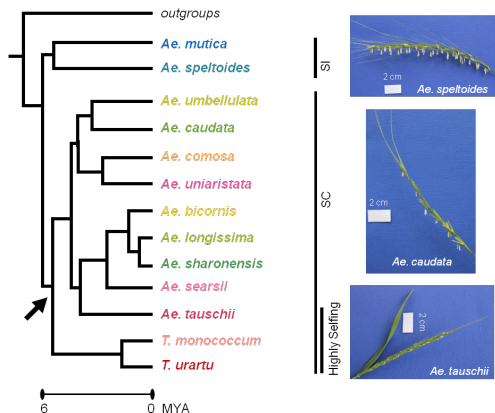 outgroups
Ae. mutica
Ae. speltoides
Ae. umbellulata
Ae. caudata
Ae. comosa
Ae. uniaristata
Ae. bicornis
Ae. longissima
Ae. sharonensis
Ae. searsii
Ae. tauschii
T. monococcum
T. urartu
6 0 MYA
SI
SC
Highly Selfing
2 cm
Ae. speltoides
2 cm
Ae. caudata
2 cm
Ae. tauschii